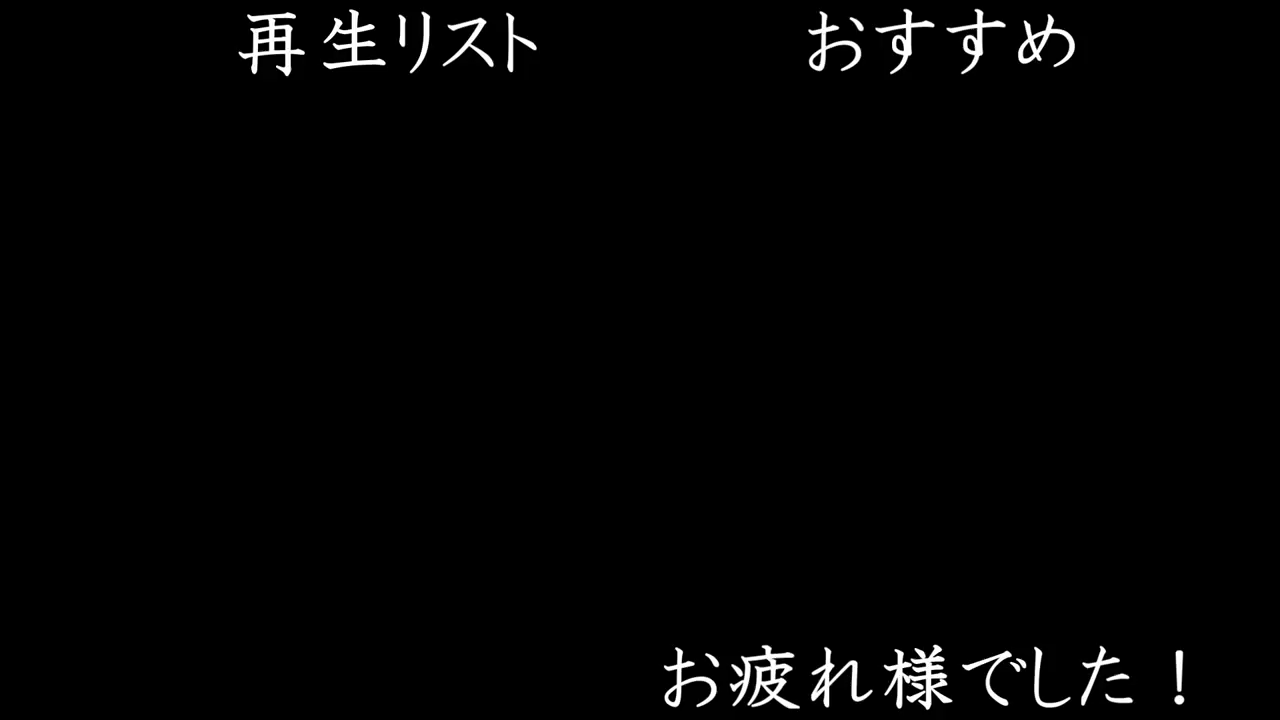 再生リスト
おすすめ
お疲れ様でした！